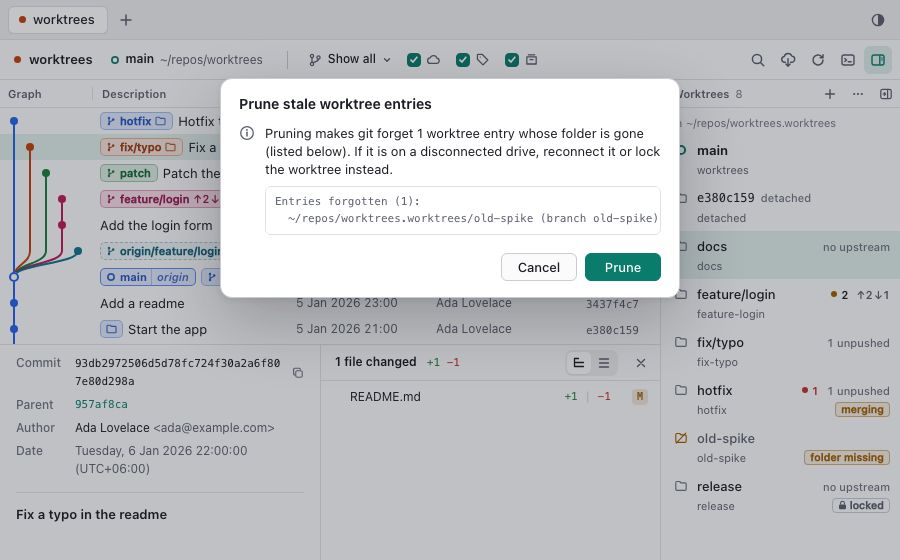 worktrees
worktrees main ~/repos/worktrees Show all
Graph Description
hotfix Hotfix
fix/typo Fix a
patch Patch the
feature/login ↑2↓
Add the login form
origin/feature/login
main origin
Add a readme 5 Jan 2026 23:00 Ada Lovelace 3437f4c7
Start the app 5 Jan 2026 21:00 Ada Lovelace e380c159
Prune stale worktree entries
Pruning makes git forget 1 worktree entry whose folder is gone
(listed below). If it is on a disconnected drive, reconnect it or lock
the worktree instead.
Entries forgotten (1):
~/repos/worktrees.worktrees/old-spike (branch old-spike)
Cancel Prune
Worktrees 8
~/repos/worktrees.worktrees
main
worktrees
e380c159 detached
detached
docs no upstream
docs
feature/login 2 ↑2↓1
feature-login
fix/typo 1 unpushed
fix-typo
hotfix 1 1 unpushed
hotfix merging
old-spike
old-spike folder missing
release no upstream
release locked
Commit 93db2972506d5d78fc724f30a2a6f80
7e80d298a
Parent 957af8ca
Author Ada Lovelace <ada@example.com>
Date Tuesday, 6 Jan 2026 22:00:00
(UTC+06:00)
Fix a typo in the readme
1 file changed +1 −1
README.md +1 −1 M